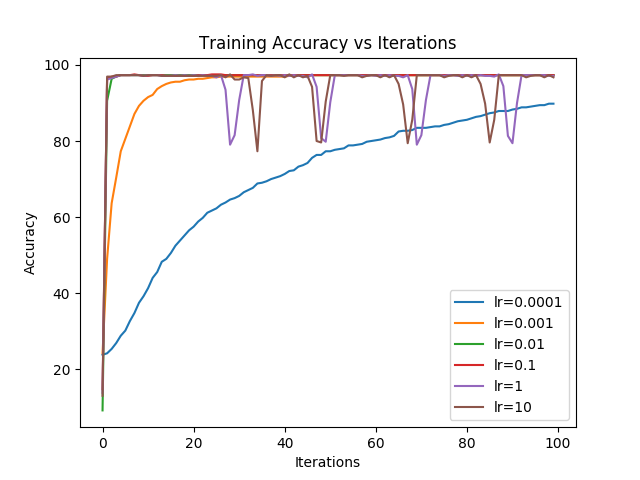 Training Accuracy vs Iterations
Accuracy
100
80
60
40
20
0 20 40 60 80 100
Iterations
lr=0.0001
lr=0.001
lr=0.01
lr=0.1
lr=1
lr=10